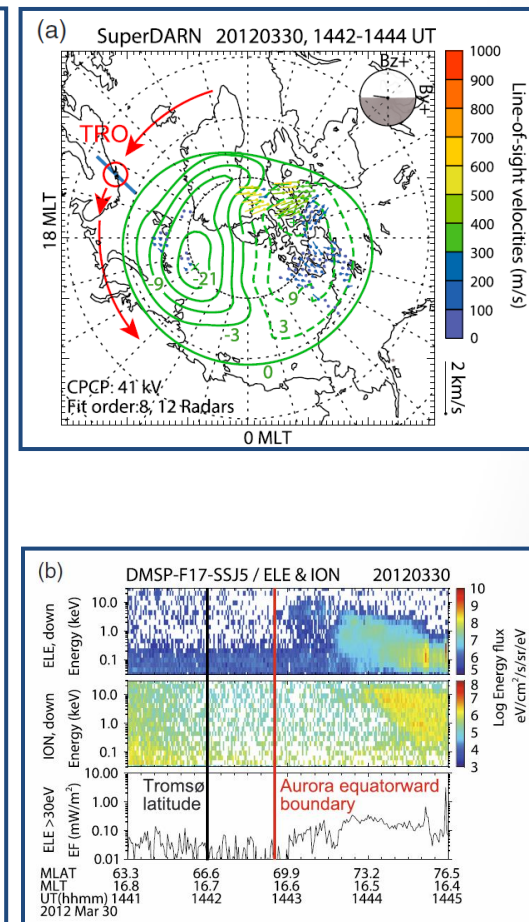 (a) SuperDARN 20120330, 1442-1444 UT
Bz+
By+
TRO
18 MLT
-9
-21
9
3
-3
0
CPCP: 41 kV
Fit order:8, 12 Radars
0 MLT
1000
900
800
700
600
500
400
300
200
100
0
Line-of-sight velocities (m/s)
2 km/s
(b) DMSP-F17-SSJ5 / ELE & ION 20120330
ELE, down
Energy (keV)
10.0
1.0
0.1
10
9
8
7
6
5
ION, down
Energy (keV)
10.0
1.0
0.1
8
7
6
5
4
3
Log Energy flux
eV/cm²/s/sr/eV
ELE >30eV
EF (mW/m²)
10.00
1.00
0.10
0.01
Tromsø
latitude
Aurora equatorward
boundary
MLAT 63.3 66.6 69.9 73.2 76.5
MLT 16.8 16.7 16.6 16.5 16.4
UT(hhmm) 1441 1442 1443 1444 1445
2012 Mar 30